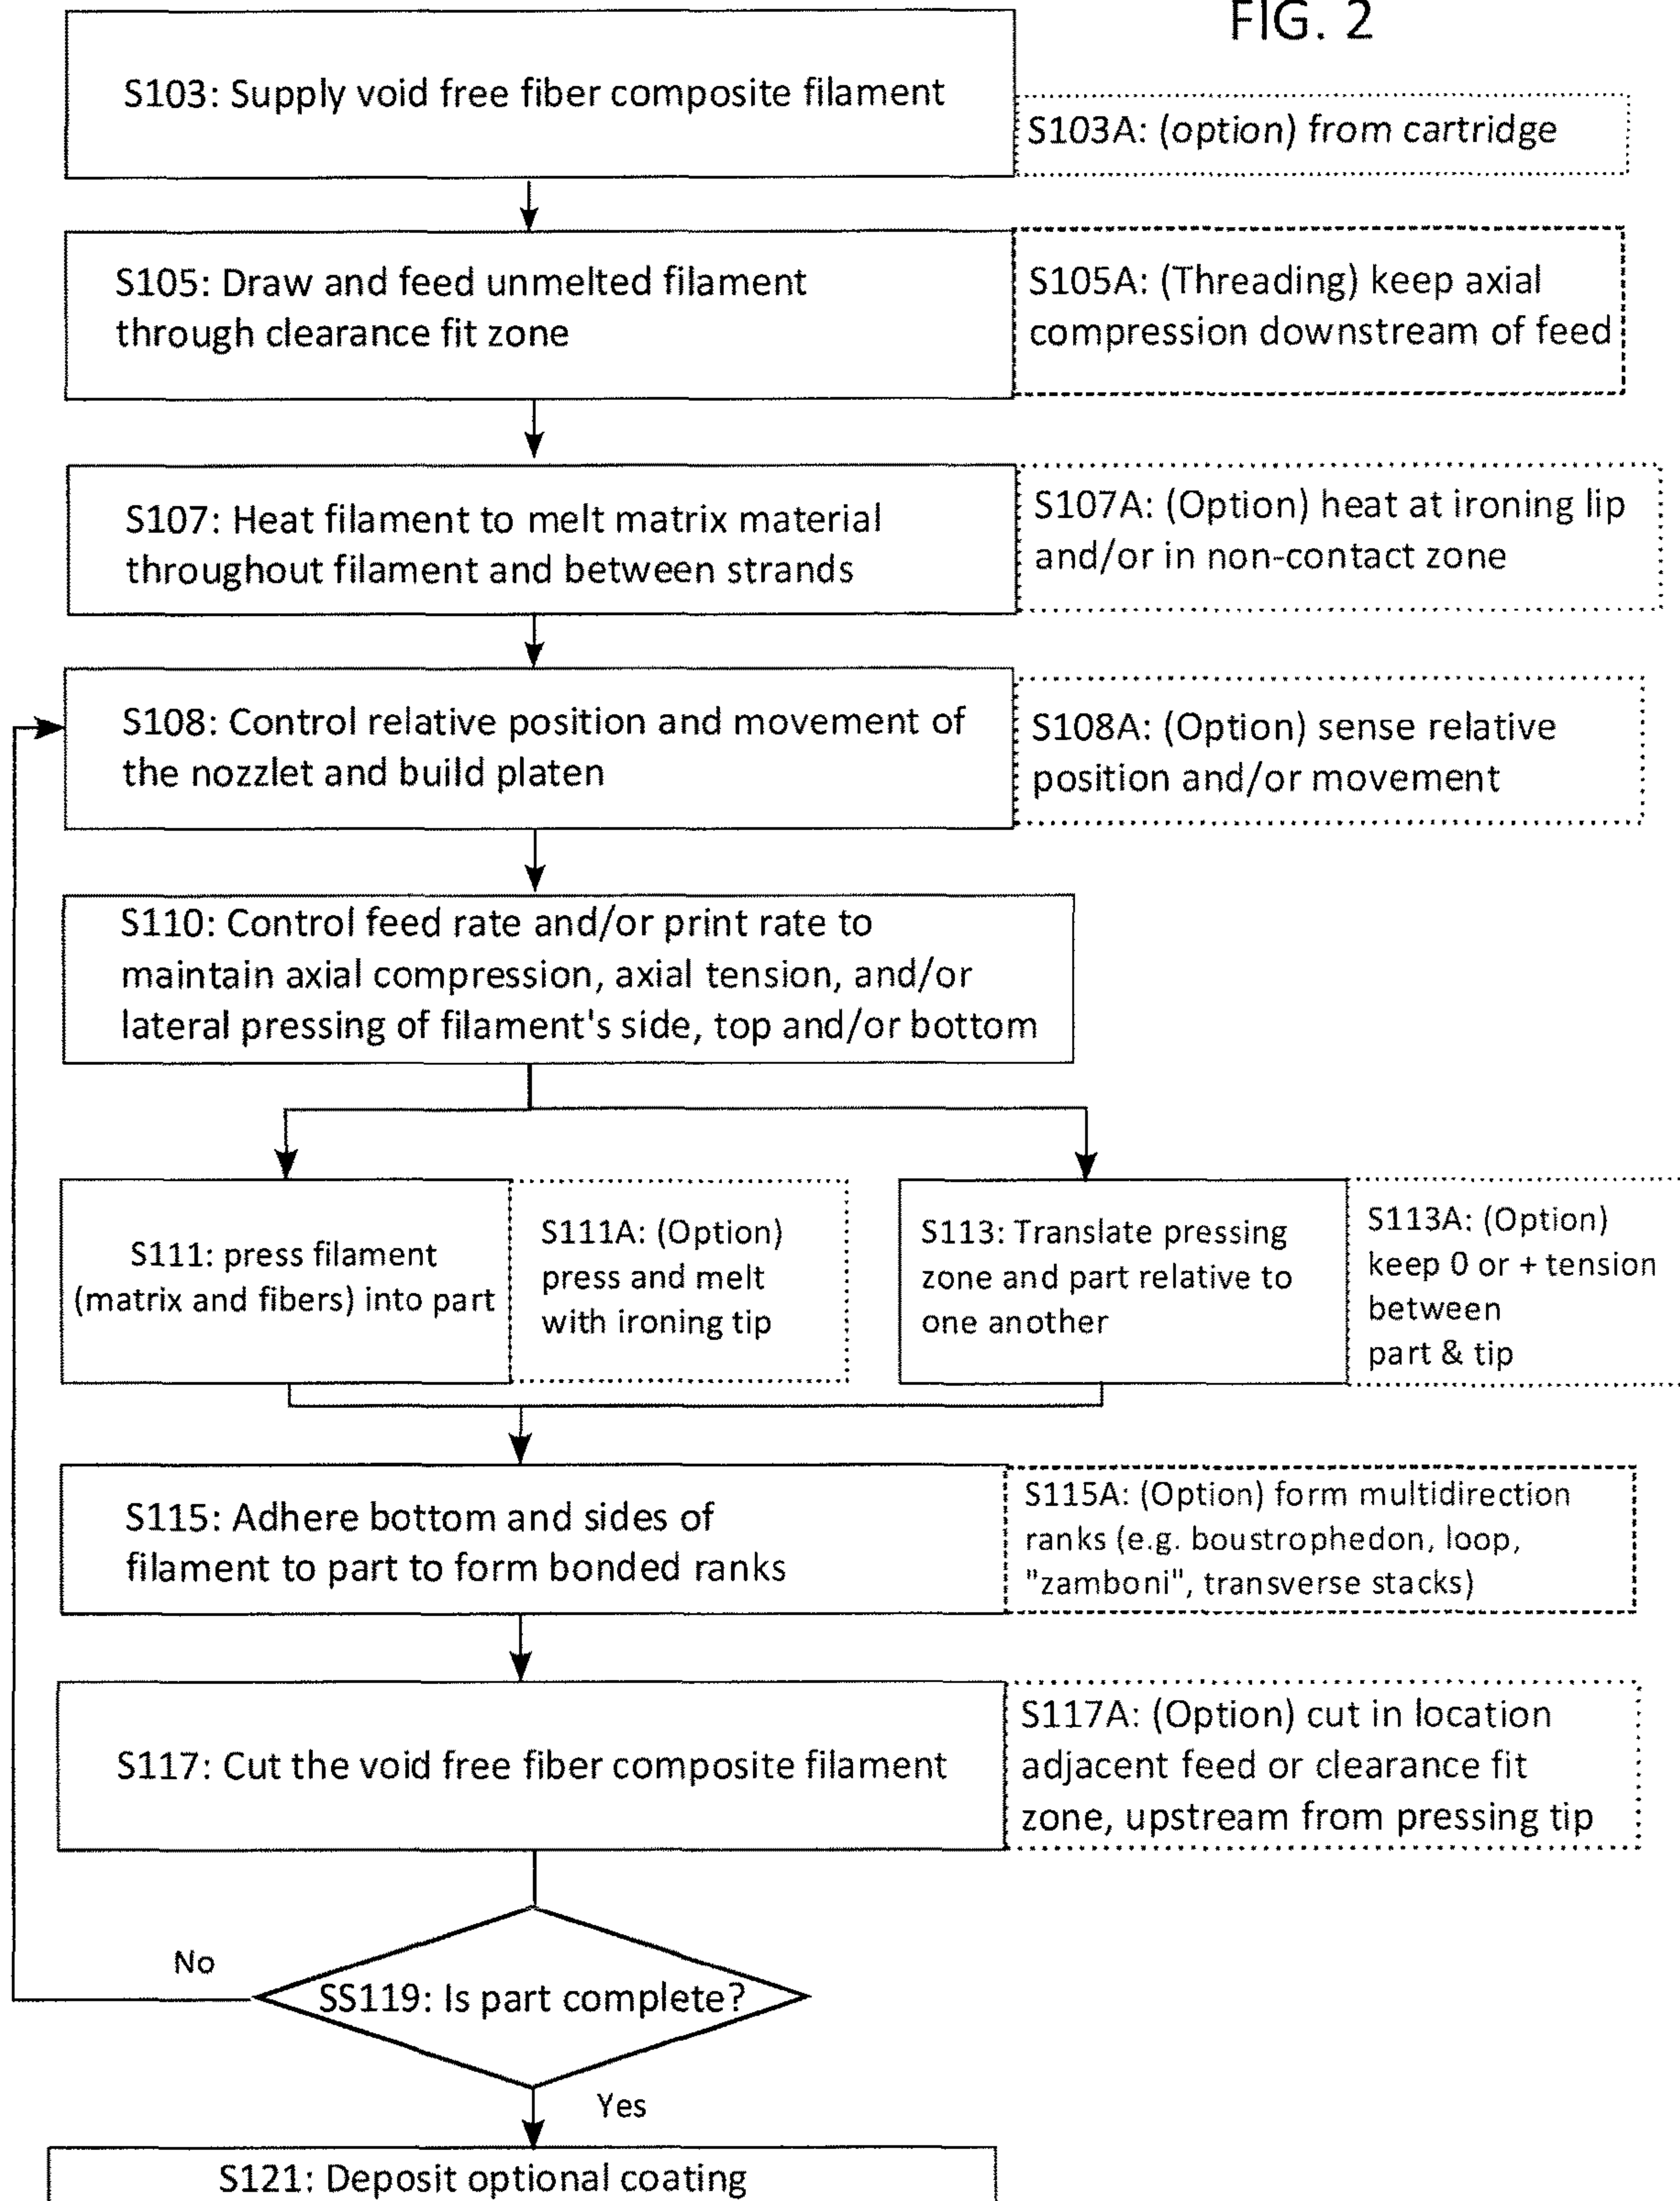 FIG. 2
S103: Supply void free fiber composite filament
S103A: (option) from cartridge
S105: Draw and feed unmelted filament
through clearance fit zone
S105A: (Threading) keep axial
compression downstream of feed
S107: Heat filament to melt matrix material
throughout filament and between strands
S107A: (Option) heat at ironing lip
and/or in non-contact zone
S108: Control relative position and movement of
the nozzlet and build platen
S108A: (Option) sense relative
position and/or movement
S110: Control feed rate and/or print rate to
maintain axial compression, axial tension, and/or
lateral pressing of filament's side, top and/or bottom
S111: press filament
(matrix and fibers) into part
S111A: (Option)
press and melt
with ironing tip
S113: Translate pressing
zone and part relative to
one another
S113A: (Option)
keep 0 or + tension
between
part & tip
S115: Adhere bottom and sides of
filament to part to form bonded ranks
S115A: (Option) form multidirection
ranks (e.g. boustrophedon, loop,
"zamboni", transverse stacks)
S117: Cut the void free fiber composite filament
S117A: (Option) cut in location
adjacent feed or clearance fit
zone, upstream from pressing tip
No
SS119: Is part complete?
Yes
S121: Deposit optional coating